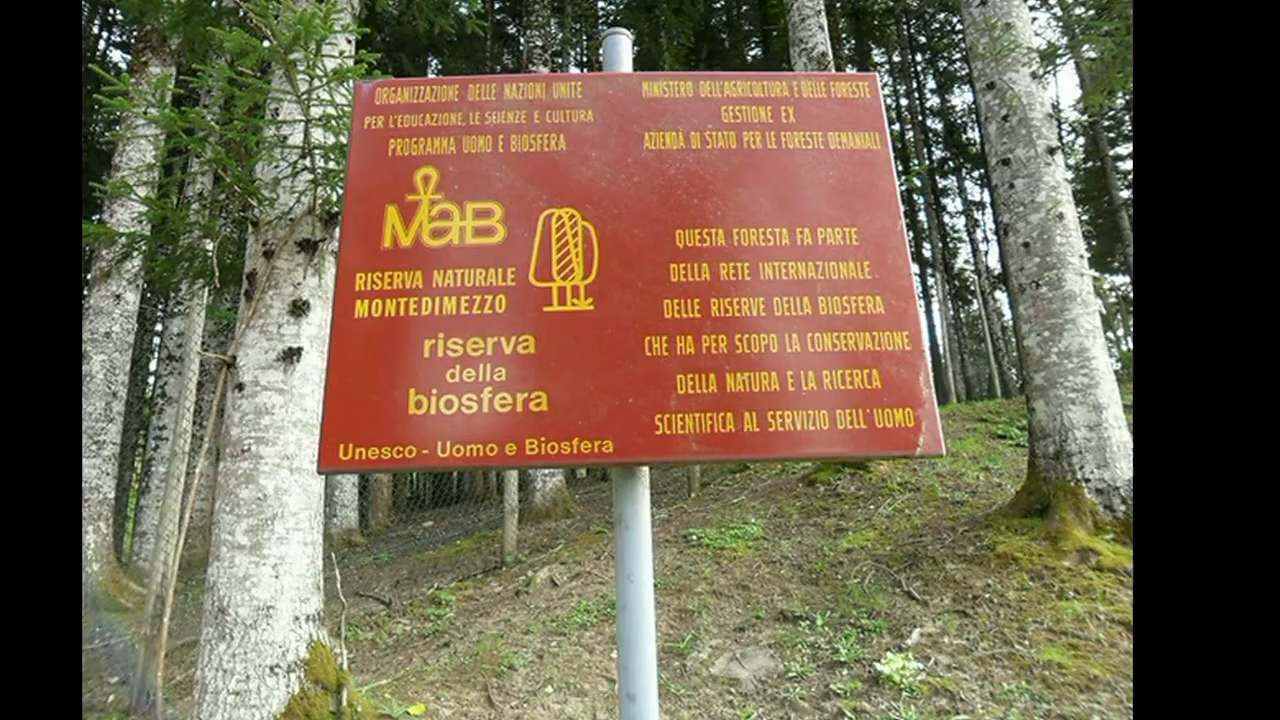 ORGANIZZAZIONE DELLE NAZIONI UNITE
PER L'EDUCAZIONE, LE SEIENZE E CULTURA
PROGRAMMA UOMO E BIOSFERA
MaB
RISERVA NATURALE
MONTEDIMEZZO
riserva
della
biosfera
Unesco - Uomo e Biosfera
MINISTERO DELL'AGRICOLTURA E DELLE FORESTE
GESTIONE EX
AZIENDA DI STATO PER LE FORESTE DEMANIALI
QUESTA FORESTA FA PARTE
DELLA RETE INTERNAZIONALE
DELLE RISERVE DELLA BIOSFERA
CHE HA PER SCOPO LA CONSERVAZIONE
DELLA NATURA E LA RICERCA
SCIENTIFICA AL SERVIZIO DELL'UOMO